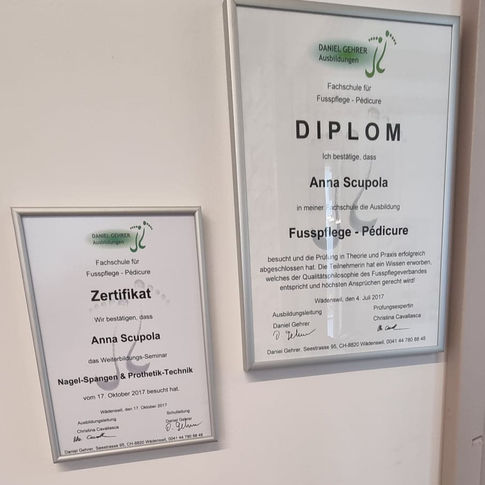 DANIEL GEHRER
Ausbildungen
Fachschule für
Fusspflege - Pédicure
DIPLOM
Ich bestätige, dass
Anna Scupola
in meiner Fachschule die Ausbildung
Fusspflege - Pédicure
besucht und die Prüfung in Theorie und Praxis erfolgreich
abgeschlossen hat. Die Teilnehmerin hat ein Wissen erworben,
welches der Qualitätsphilosophie des Fusspflegeverbandes
entspricht und höchsten Ansprüchen gerecht wird!
Wädenswil, den 4. Juli 2017
Ausbildungsleitung Prüfungsexpertin
Daniel Gehrer Christina Cavallasca
Daniel Gehrer, Seestrasse 95, CH-8820 Wädenswil, 0041 44 780 88 48
DANIEL GEHRER
Ausbildungen
Fachschule für
Fusspflege - Pédicure
Zertifikat
Wir bestätigen, dass
Anna Scupola
das Weiterbildungs-Seminar
Nagel-Spangen & Prothetik-Technik
vom 17. Oktober 2017 besucht hat.
Wädenswil, den 17. Oktober 2017
Ausbildungsleitung Schulleitung
Christina Cavallasca Daniel Gehrer
Daniel Gehrer, Seestrasse 95, CH-8820 Wädenswil, 0041 44 780 88 48